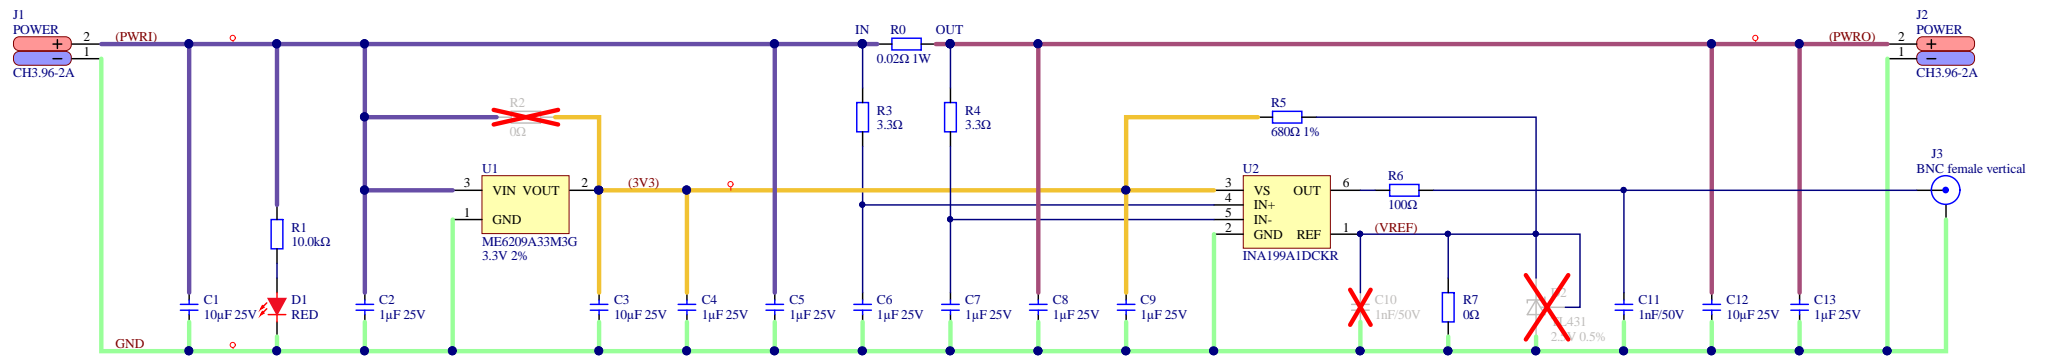 J1
POWER
2
+
1
−
CH3.96-2A
(PWRI)
IN
R0
OUT
0.02Ω 1W
(PWRO)
J2
POWER
2
+
1
−
CH3.96-2A
R2
0Ω
R3
3.3Ω
R4
3.3Ω
R5
680Ω 1%
U1
3
VIN VOUT
2
1
GND
ME6209A33M3G
3.3V 2%
(3V3)
U2
3
VS
OUT
6
4
IN+
5
IN-
2
GND
REF
1
INA199A1DCKR
R6
100Ω
(VREF)
J3
BNC female vertical
R1
10.0kΩ
C1
10µF 25V
D1
RED
C2
1µF 25V
C3
10µF 25V
C4
1µF 25V
C5
1µF 25V
C6
1µF 25V
C7
1µF 25V
C8
1µF 25V
C9
1µF 25V
C10
1nF/50V
R7
0Ω
C11
1nF/50V
C12
10µF 25V
C13
1µF 25V
GND